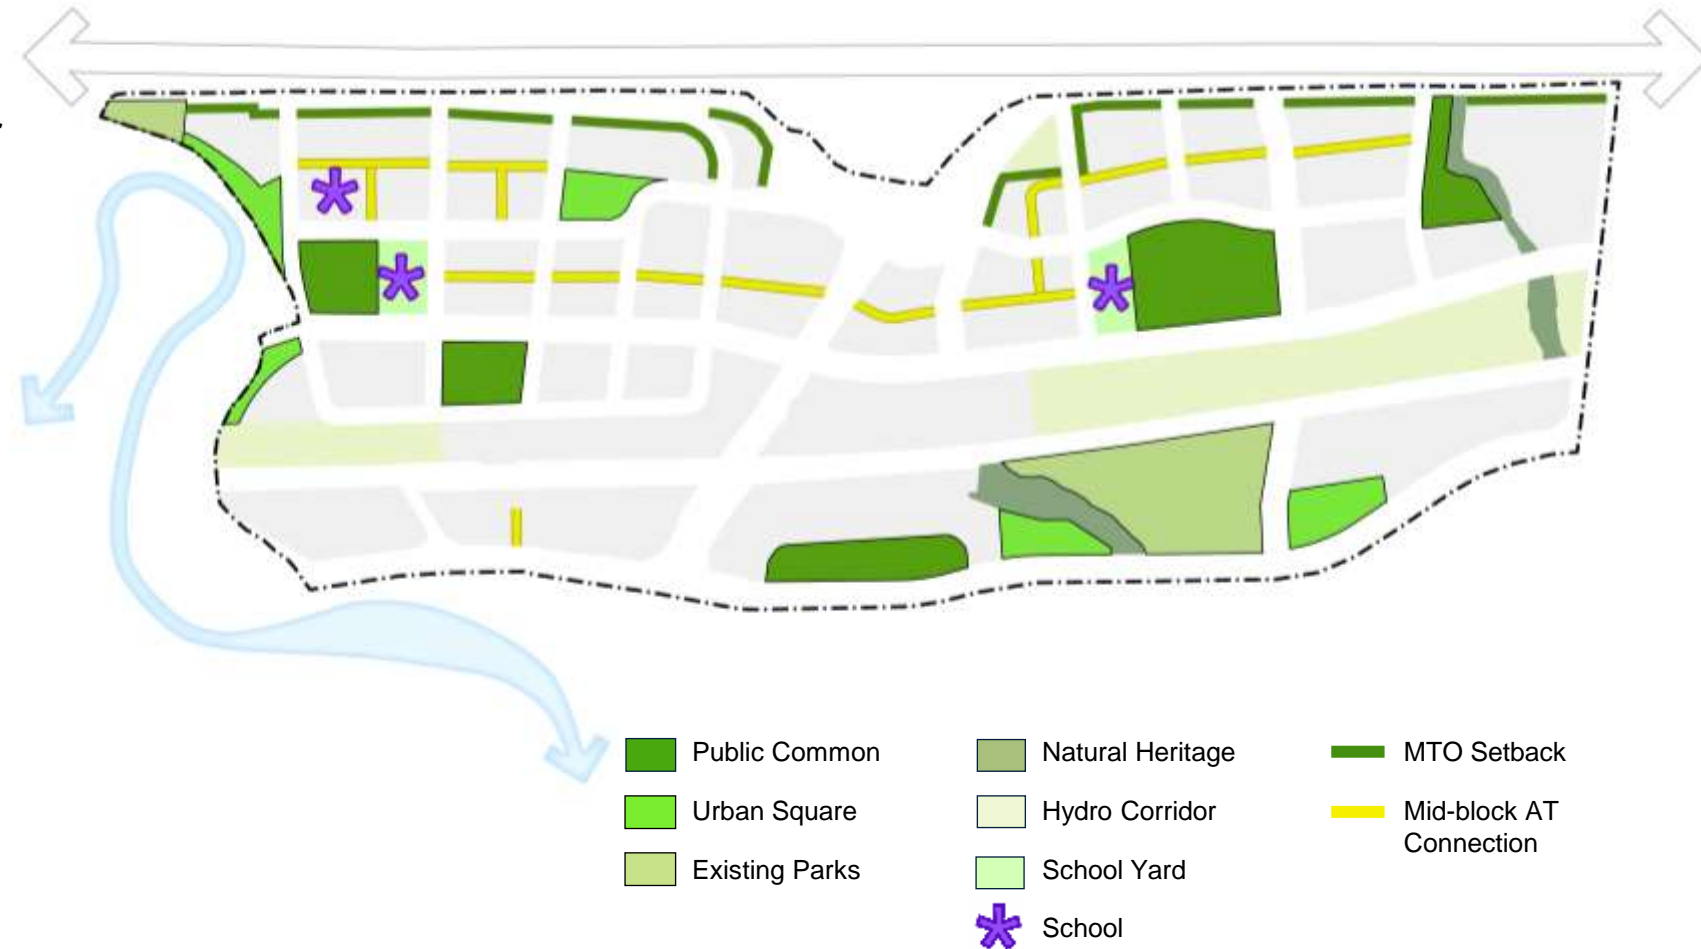 Public Common
Urban Square
Existing Parks
Natural Heritage
Hydro Corridor
School Yard
School
MTO Setback
Mid-block AT
Connection